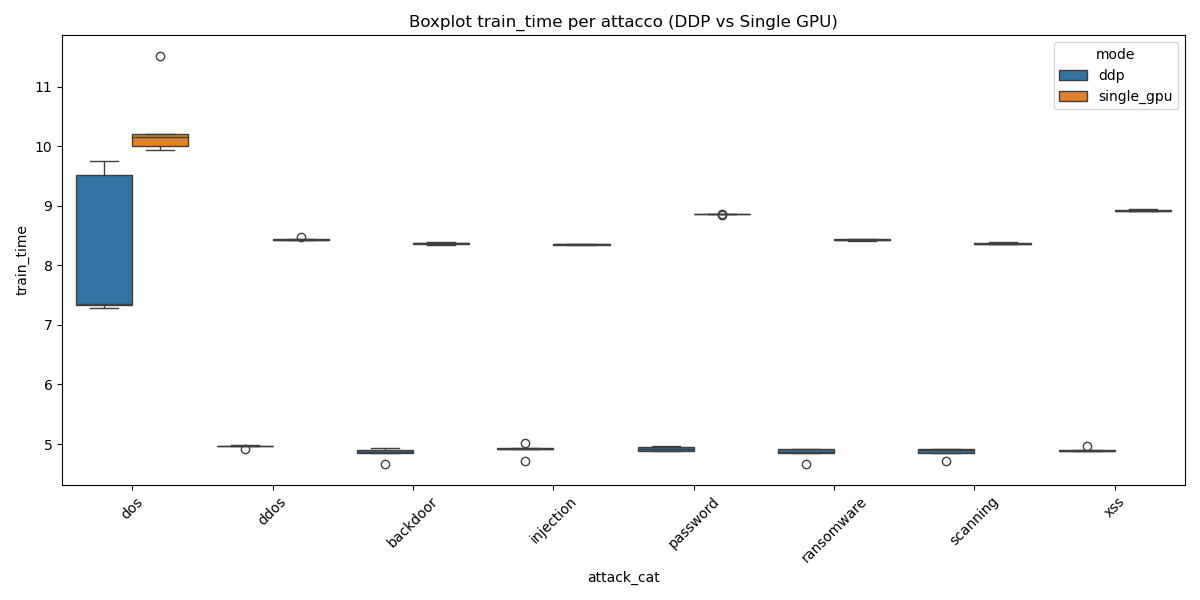 Boxplot train_time per attacco (DDP vs Single GPU)
mode
ddp
single_gpu
train_time
11
10
9
8
7
6
5
dos
ddos
backdoor
injection
password
ransomware
scanning
xss
attack_cat